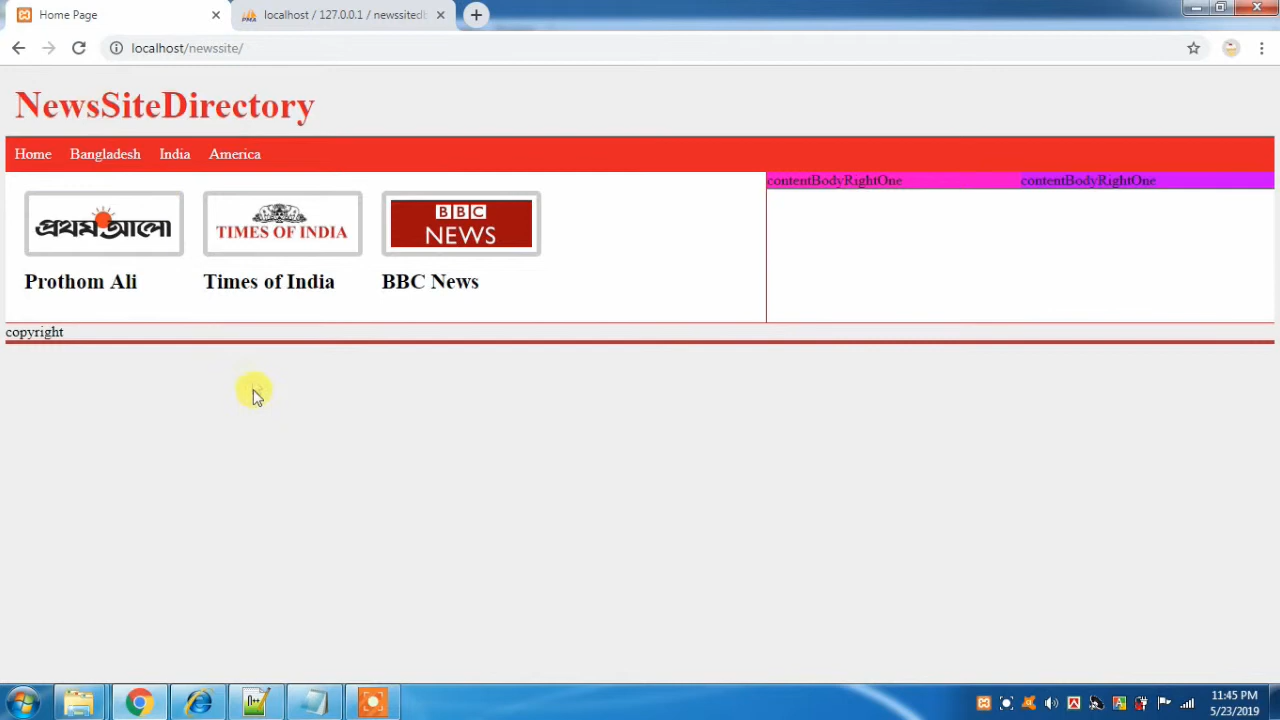 Home Page
localhost / 127.0.0.1 / newssitedb
localhost/newssite/
NewsSiteDirectory
Home Bangladesh India America
contentBodyRightOne contentBodyRightOne
প্রথম আলো
TIMES OF INDIA
BBC
NEWS
Prothom Ali Times of India BBC News
copyright
11:45 PM
5/23/2019